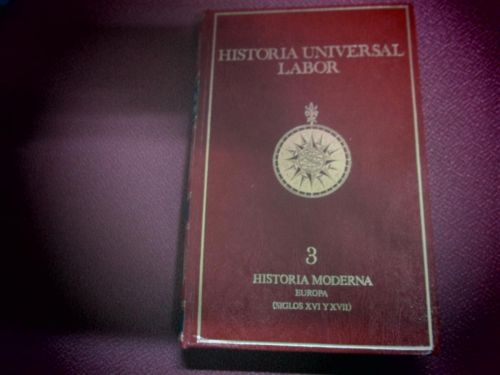 HISTORIA UNIVERSAL
LABOR
3
HISTORIA MODERNA
EUROPA
(SIGLOS XVI Y XVII)